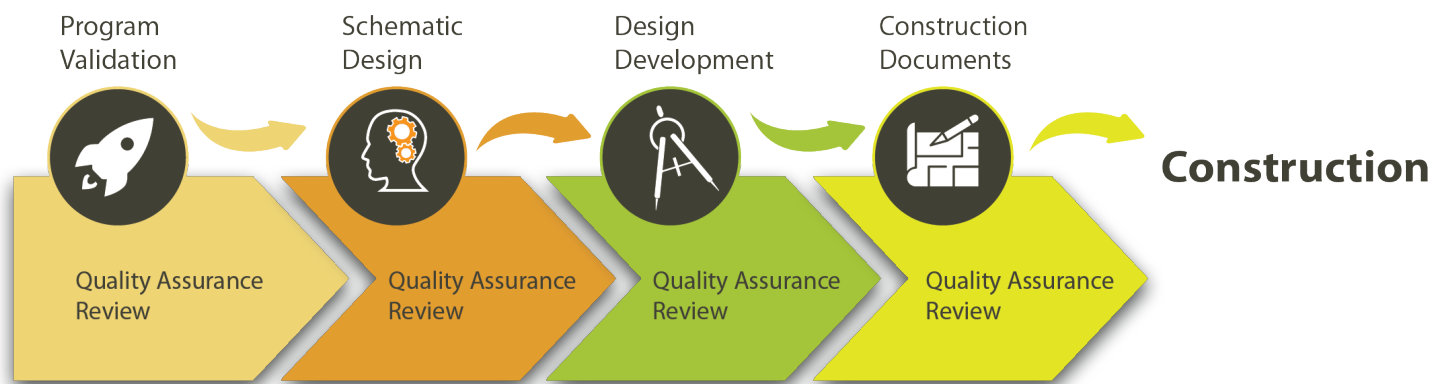 Program
Validation
Schematic
Design
Design
Development
Construction
Documents
Construction
Quality Assurance
Review
Quality Assurance
Review
Quality Assurance
Review
Quality Assurance
Review